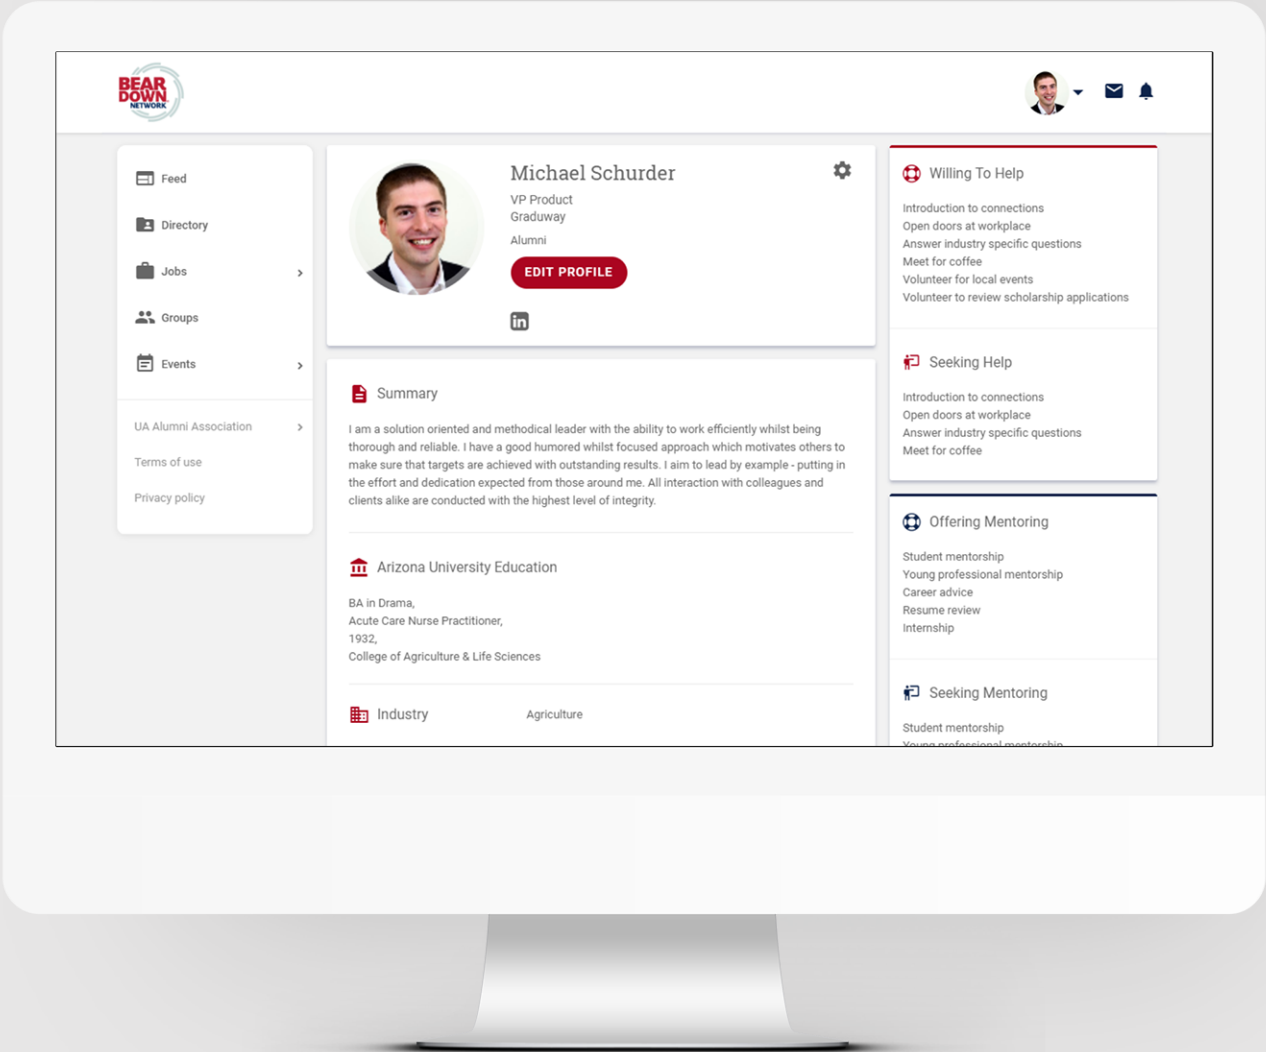 BEAR
DOWN
NETWORK
Feed
Directory
Jobs
Groups
Events
UA Alumni Association
Terms of use
Privacy policy
Michael Schurder
VP Product
Graduway
Alumni
EDIT PROFILE
in
Summary
I am a solution oriented and methodical leader with the ability to work efficiently whilst being
thorough and reliable. I have a good humored whilst focused approach which motivates others to
make sure that targets are achieved with outstanding results. I aim to lead by example - putting in
the effort and dedication expected from those around me. All interaction with colleagues and
clients alike are conducted with the highest level of integrity.
Arizona University Education
BA in Drama,
Acute Care Nurse Practitioner,
1932,
College of Agriculture & Life Sciences
Industry
Agriculture
Willing To Help
Introduction to connections
Open doors at workplace
Answer industry specific questions
Meet for coffee
Volunteer for local events
Volunteer to review scholarship applications
Seeking Help
Introduction to connections
Open doors at workplace
Answer industry specific questions
Meet for coffee
Offering Mentoring
Student mentorship
Young professional mentorship
Career advice
Resume review
Internship
Seeking Mentoring
Student mentorship
Young professional mentorship